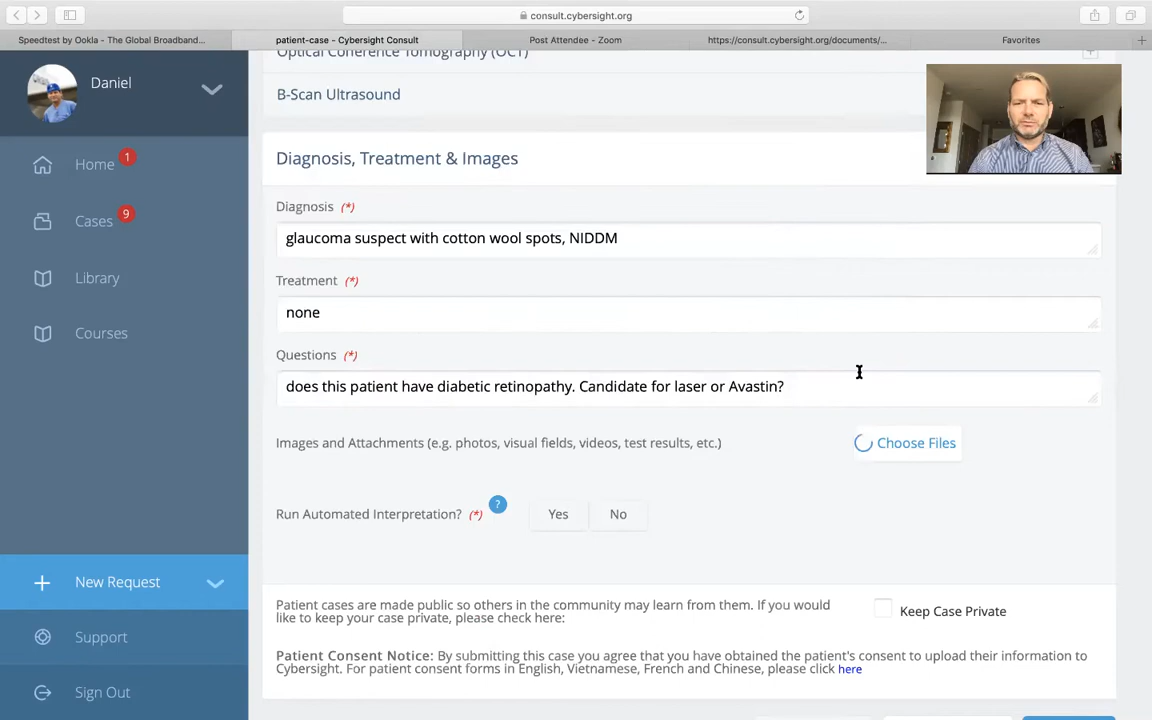 consult.cybersight.org
Speedtest by Ookla - The Global Broadband...
patient-case - Cybersight Consult
Post Attendee - Zoom
https://consult.cybersight.org/documents/...
Favorites
Daniel
Home 1
Cases 9
Library
Courses
New Request
Support
Sign Out
Optical Coherence Tomography (OCT)
B-Scan Ultrasound
Diagnosis, Treatment & Images
Diagnosis (*)
glaucoma suspect with cotton wool spots, NIDDM
Treatment (*)
none
Questions (*)
does this patient have diabetic retinopathy. Candidate for laser or Avastin?
Images and Attachments (e.g. photos, visual fields, videos, test results, etc.) Choose Files
Run Automated Interpretation? (*) ? Yes No
Patient cases are made public so others in the community may learn from them. If you would
like to keep your case private, please check here:
Keep Case Private
Patient Consent Notice: By submitting this case you agree that you have obtained the patient's consent to upload their information to
Cybersight. For patient consent forms in English, Vietnamese, French and Chinese, please click here